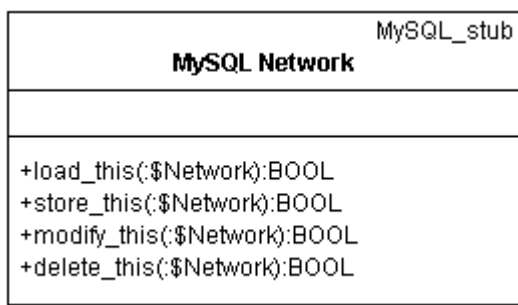 MySQL_stub
MySQL Network
+load_this(:$Network):BOOL
+store_this(:$Network):BOOL
+modify_this(:$Network):BOOL
+delete_this(:$Network):BOOL